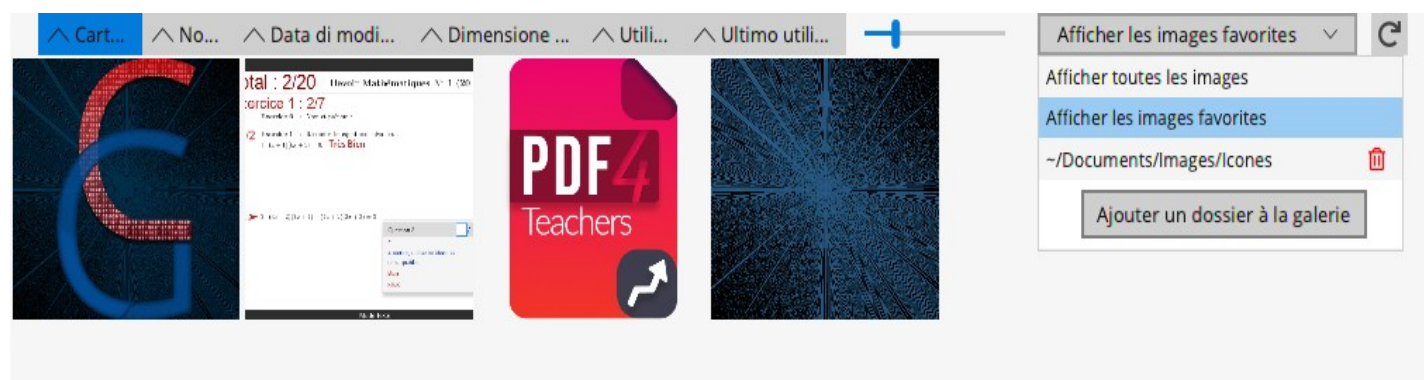 Cart... No... Data di modi... Dimensione ... Utili... Ultimo utili...
Afficher les images favorites
Afficher toutes les images
Afficher les images favorites
~/Documents/Images/Icones
Ajouter un dossier à la galerie
otal : 2/20
ercice 1 : 2/7
Très Bien
PDF4
Teachers